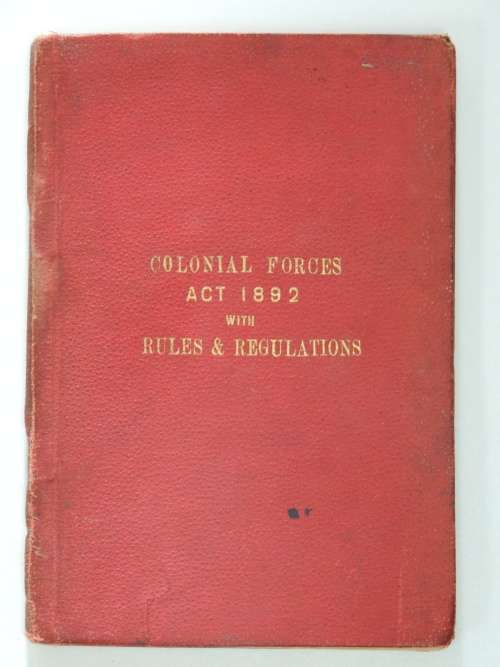 COLONIAL FORCES
ACT 1892
WITH
RULES & REGULATIONS